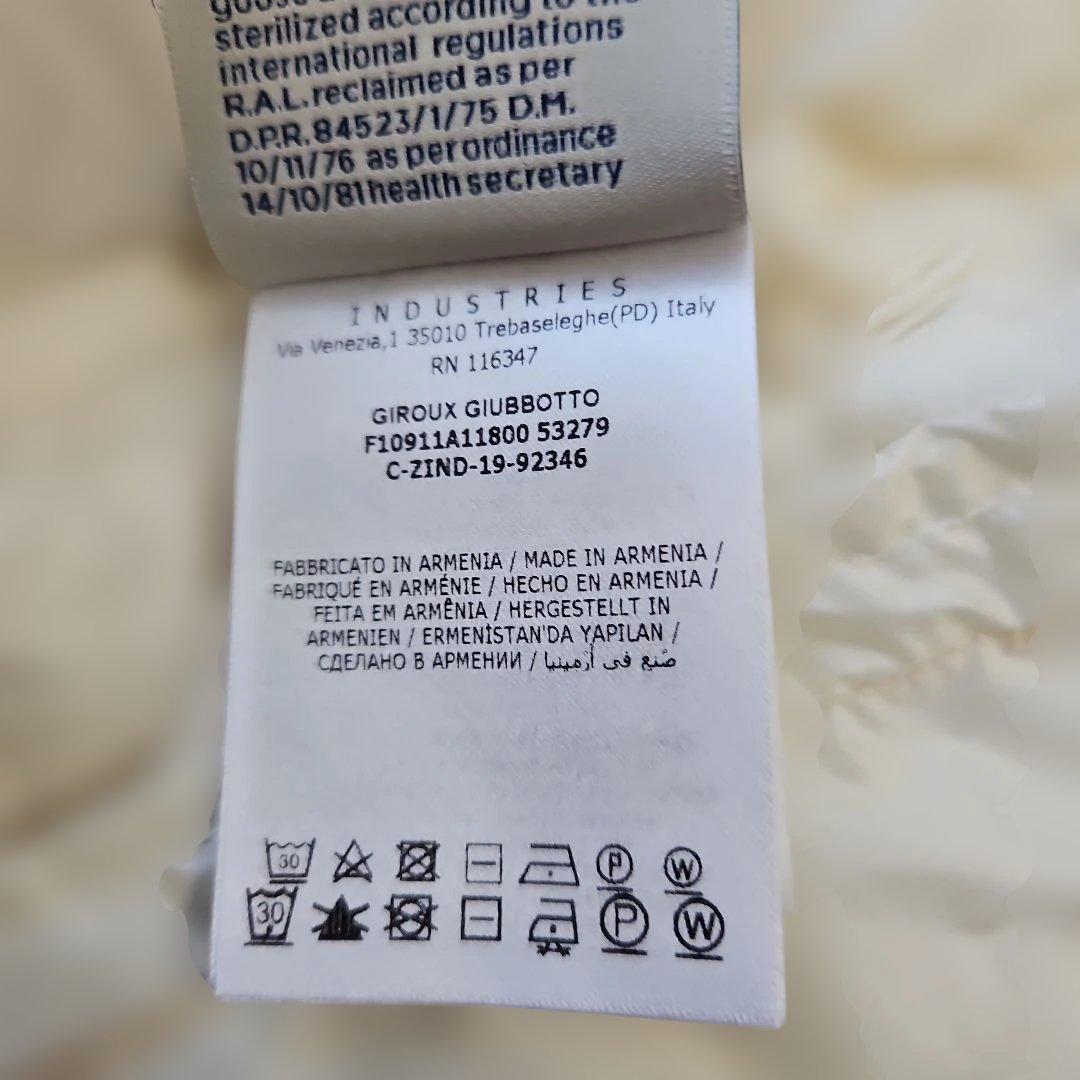 sterilized according to the
international regulations
R.A.L. reclaimed as per
D.P.R. 84523/1/75 D.M.
10/11/76 as per ordinance
14/10/81 health secretary
INDUSTRIES
Via Venezia,1 35010 Trebaseleghe(PD) Italy
RN 116347
GIROUX GIUBBOTTO
F10911A11800 53279
C-ZIND-19-92346
FABBRICATO IN ARMENIA / MADE IN ARMENIA /
FABRIQUÉ EN ARMÉNIE / HECHO EN ARMENIA /
FEITA EM ARMÊNIA / HERGESTELLT IN
ARMENIEN / ERMENİSTAN'DA YAPILAN /
СДЕЛАНО В АРМЕНИИ / صُنع في أرمينيا
30 P W
30 P W